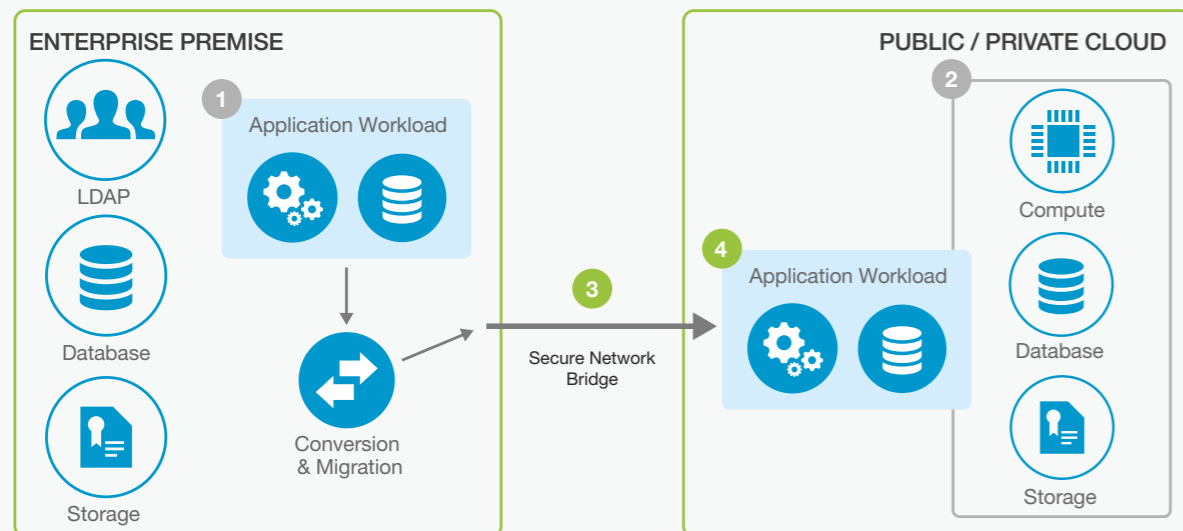 ENTERPRISE PREMISE
LDAP
Database
Storage
1
Application Workload
Conversion
& Migration
3
Secure Network
Bridge
PUBLIC / PRIVATE CLOUD
2
4
Application Workload
Compute
Database
Storage